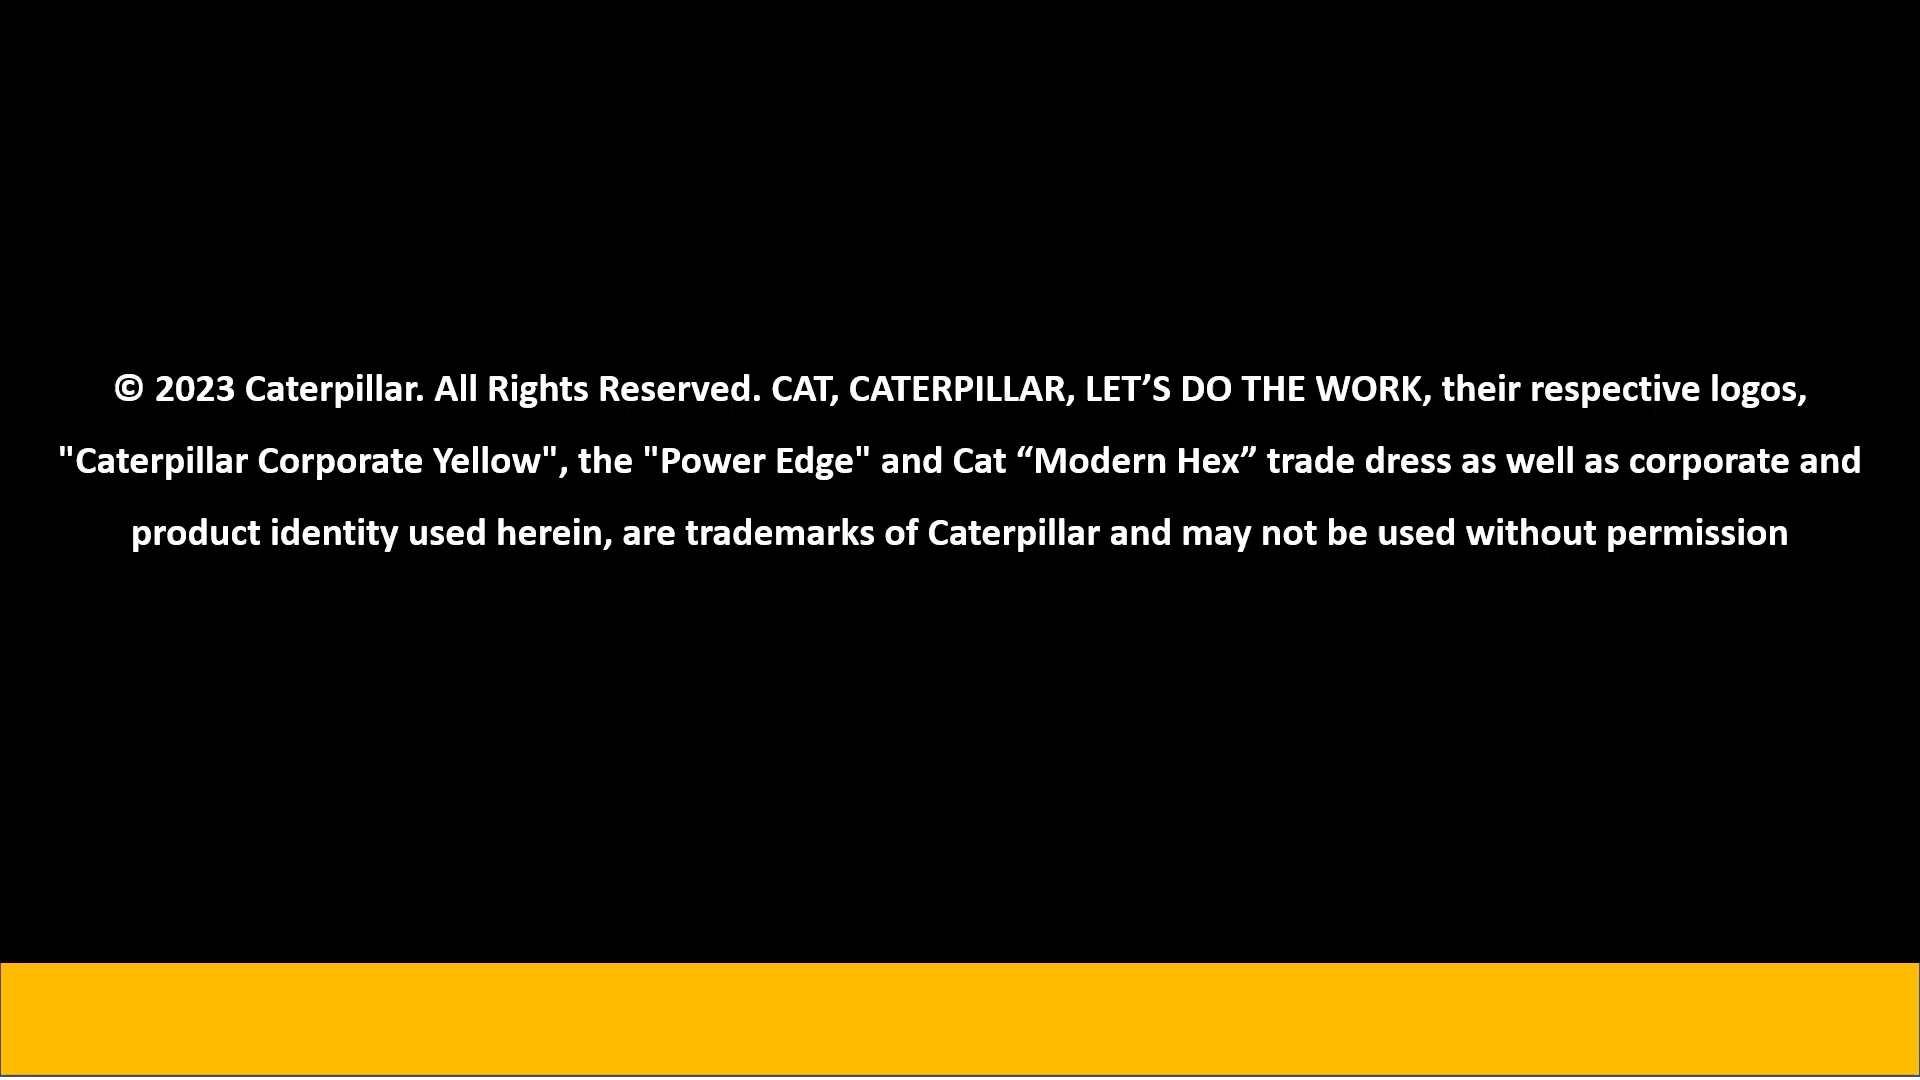 © 2023 Caterpillar. All Rights Reserved. CAT, CATERPILLAR, LET’S DO THE WORK, their respective logos,
"Caterpillar Corporate Yellow", the "Power Edge" and Cat “Modern Hex” trade dress as well as corporate and
product identity used herein, are trademarks of Caterpillar and may not be used without permission